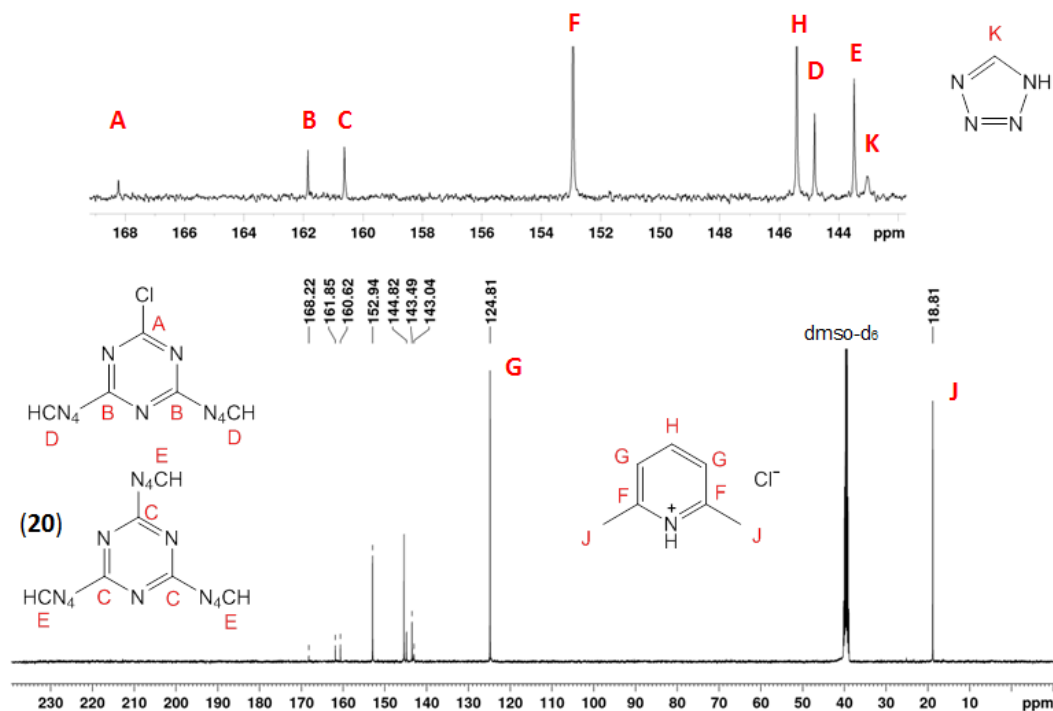 A B C F H D E K
K
N NH
N N
168 166 164 162 160 158 156 154 152 150 148 146 144 ppm
168.22 161.85 160.62 152.94 144.82 143.49 143.04 124.81 18.81
dmso-d6
G
J
Cl
A
N N
HCN4 B N B N4CH
D D
H
G G
F F
J N+ J
H
Cl−
E
N4CH
(20)
C
N N
HCN4 C N C N4CH
E E
230 220 210 200 190 180 170 160 150 140 130 120 110 100 90 80 70 60 50 40 30 20 10 ppm